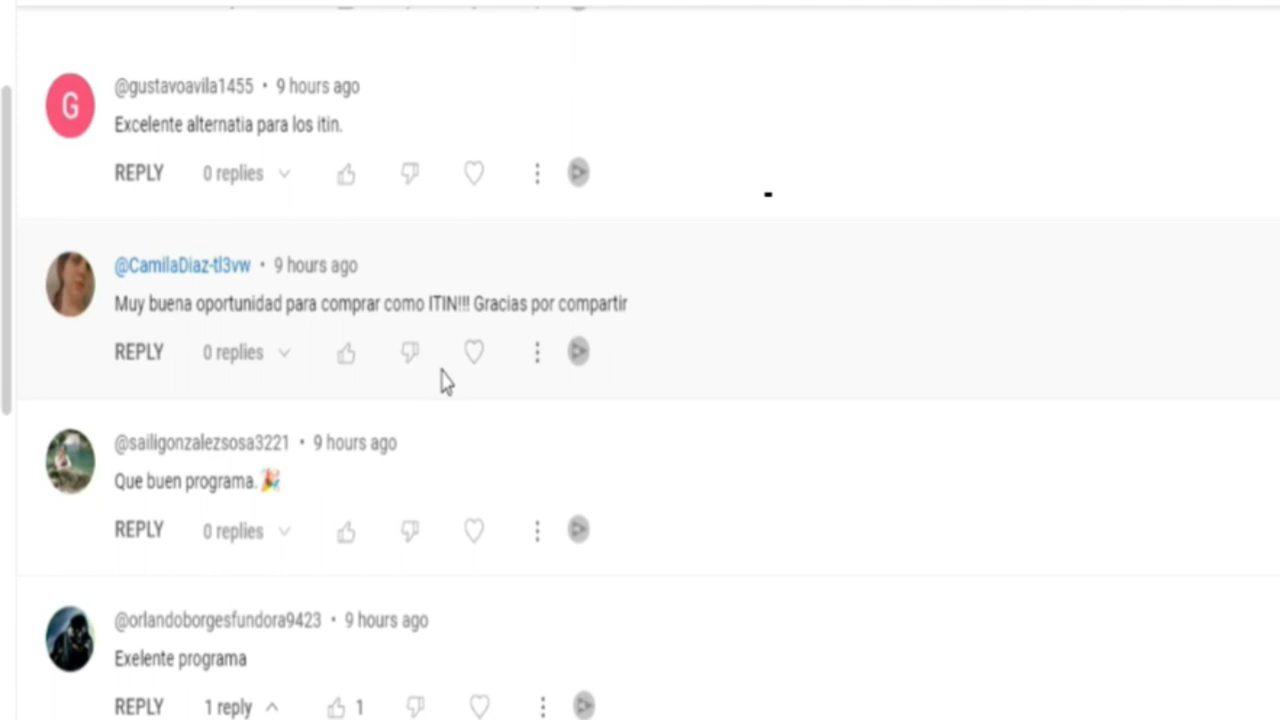 @gustavoavila1455 • 9 hours ago
Excelente alternatia para los itin.
REPLY 0 replies
@CamilaDiaz-tl3vw • 9 hours ago
Muy buena oportunidad para comprar como ITIN!!! Gracias por compartir
REPLY 0 replies
@sailigonzalezsosa3221 • 9 hours ago
Que buen programa. 🎉
REPLY 0 replies
@orlandoborgesfundora9423 • 9 hours ago
Exelente programa
REPLY 1 reply 1